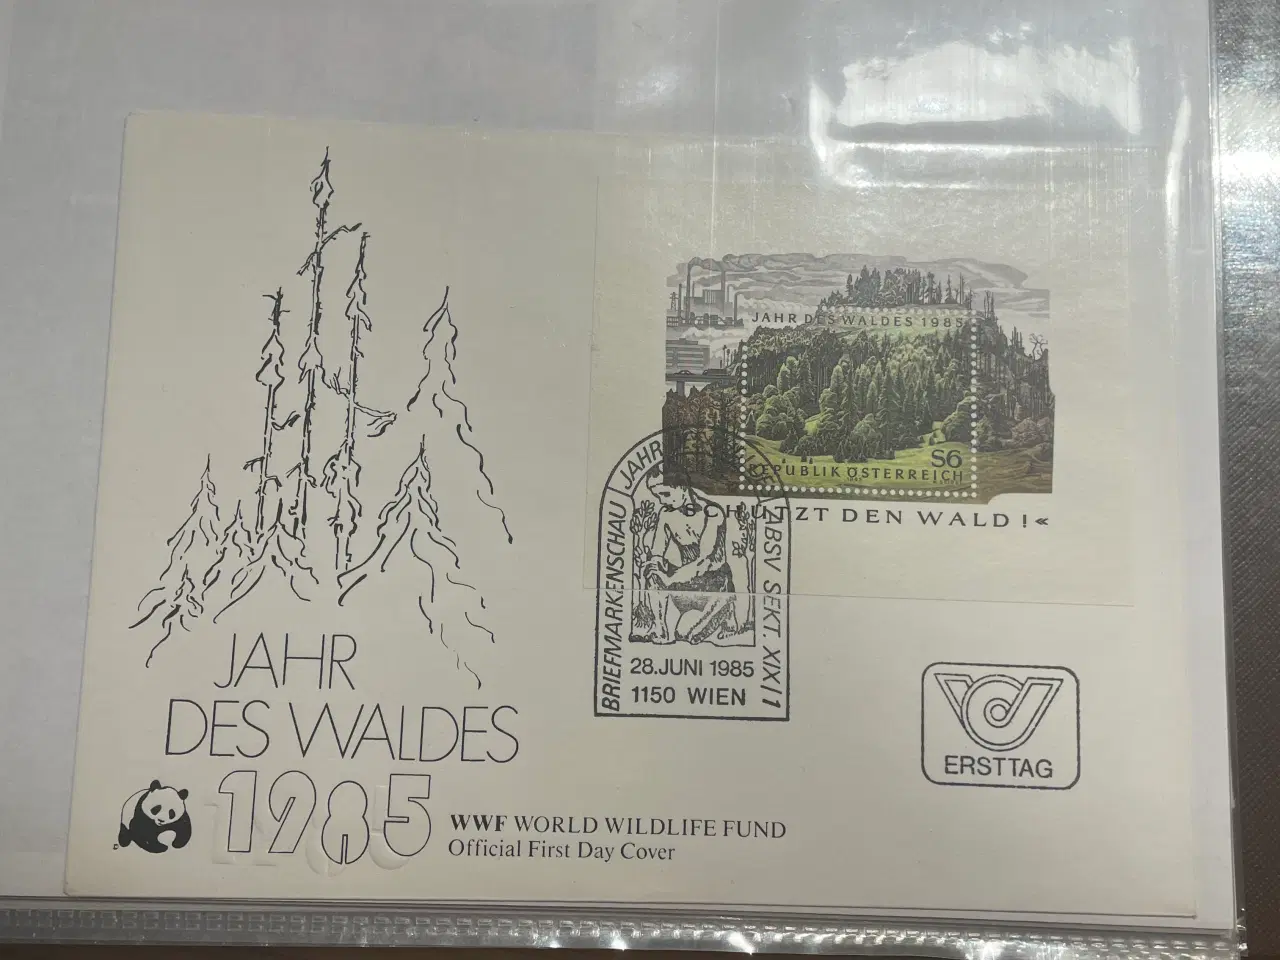 JAHR DES WALDES 1985
S6
REPUBLIK ÖSTERREICH
»SCHÜTZT DEN WALD!«
BRIEFMARKENSCHAU JAHR
ABSV SEKT. XIX/1
28. JUNI 1985
1150 WIEN
ERSTTAG
JAHR
DES WALDES
1985
WWF WORLD WILDLIFE FUND
Official First Day Cover